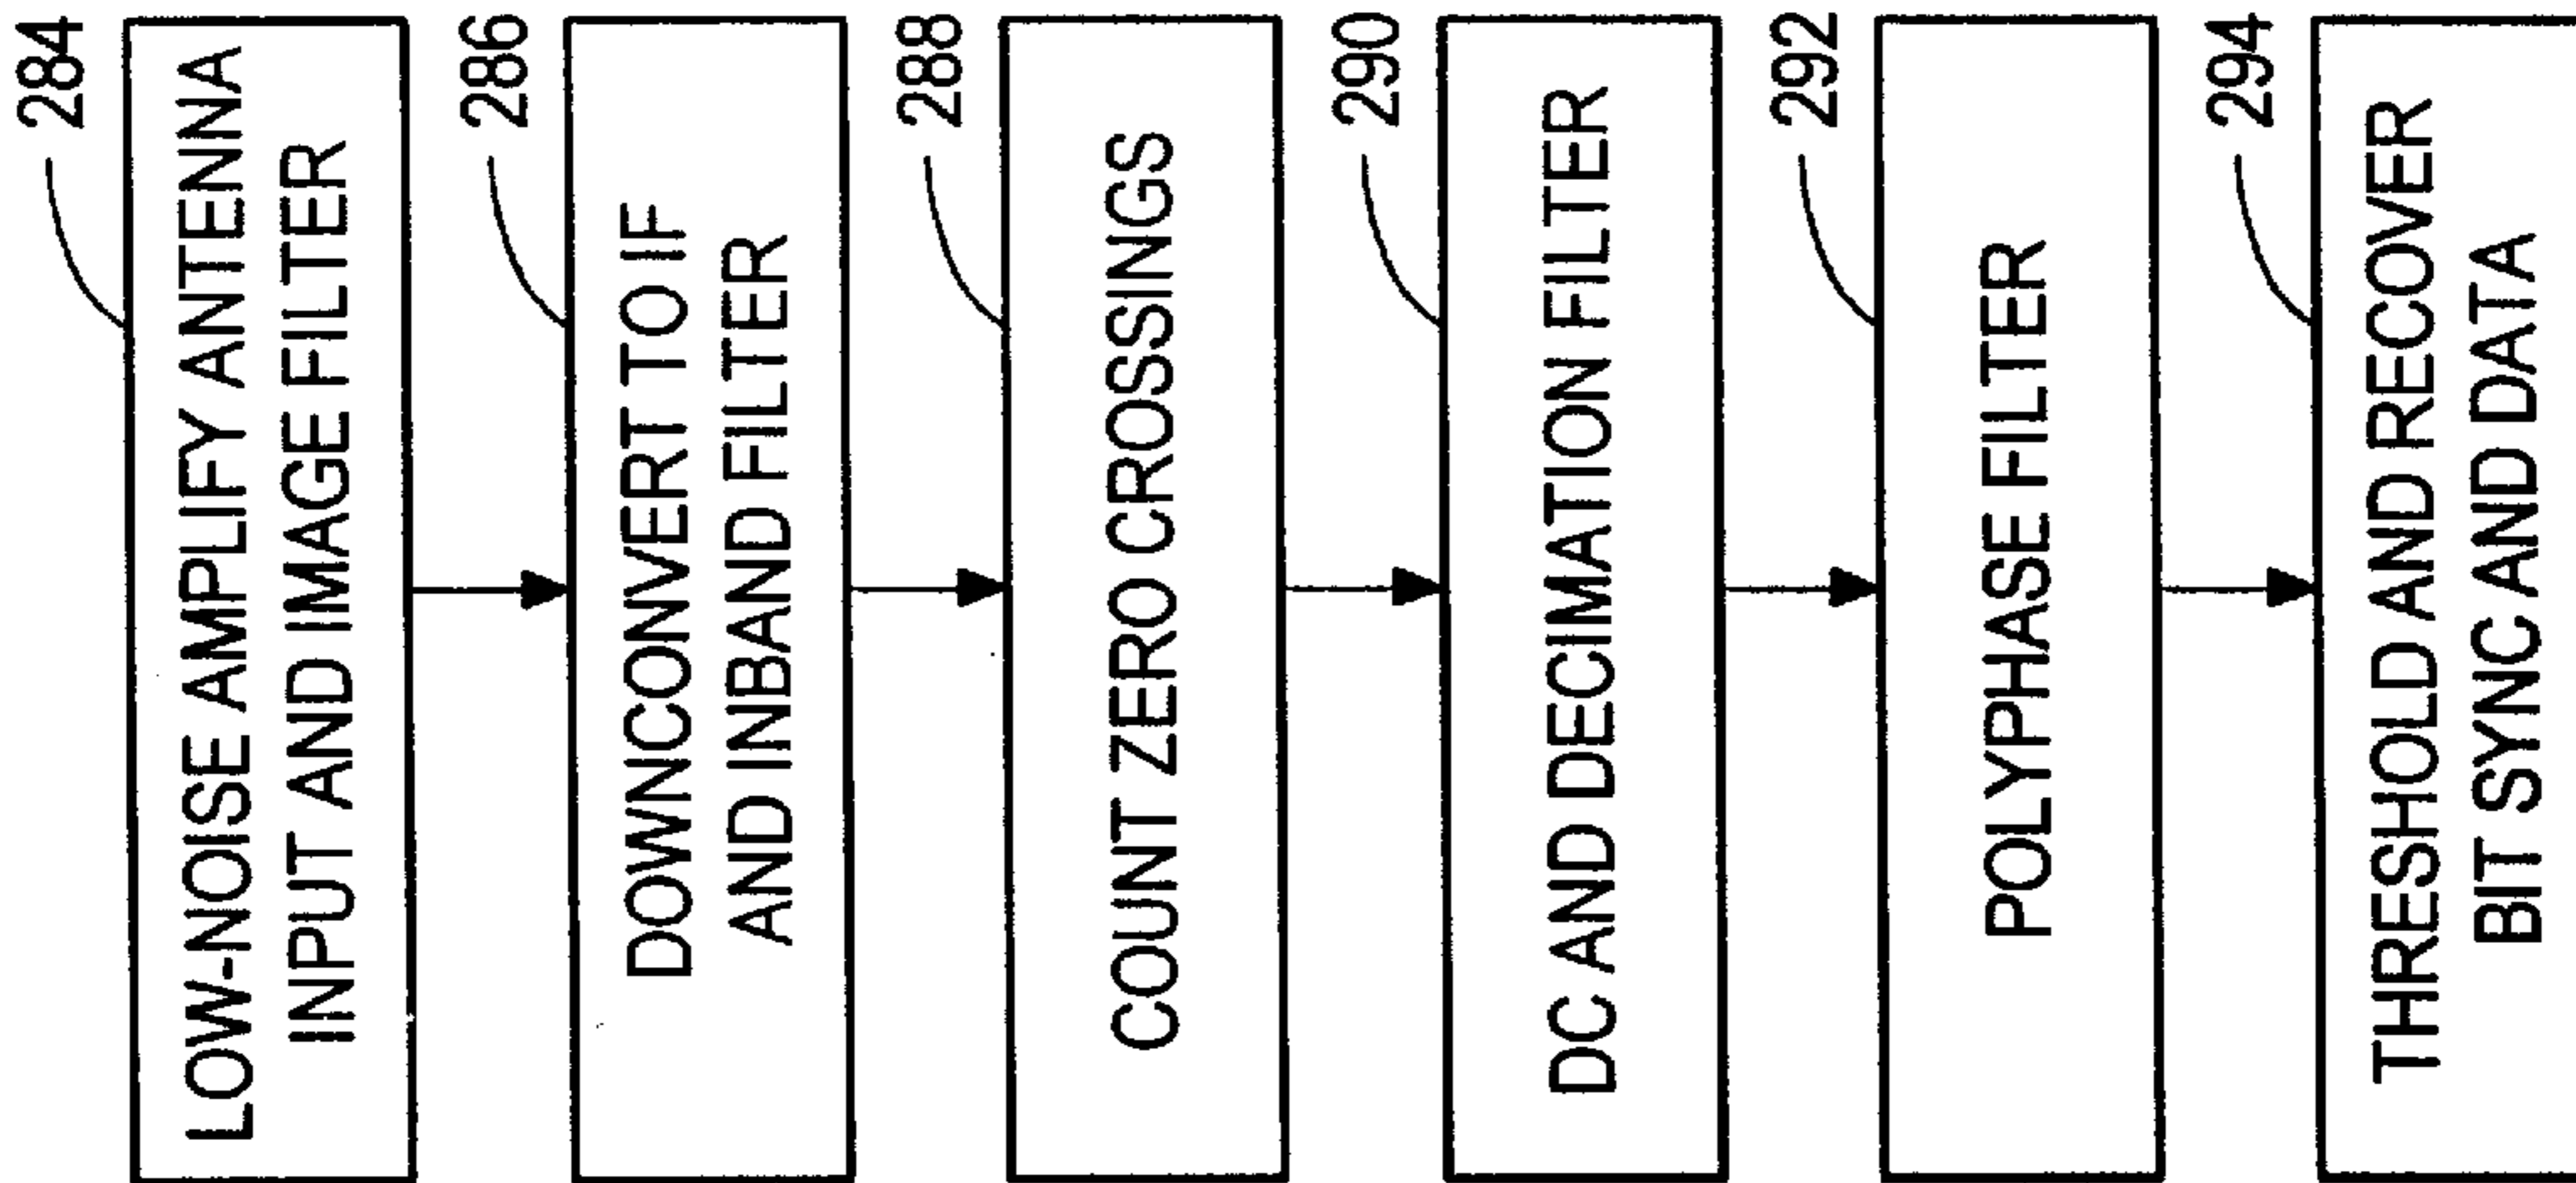 284
LOW-NOISE AMPLIFY ANTENNA
INPUT AND IMAGE FILTER
286
DOWNCONVERT TO IF
AND INBAND FILTER
288
COUNT ZERO CROSSINGS
290
DC AND DECIMATION FILTER
292
POLYPHASE FILTER
294
THRESHOLD AND RECOVER
BIT SYNC AND DATA